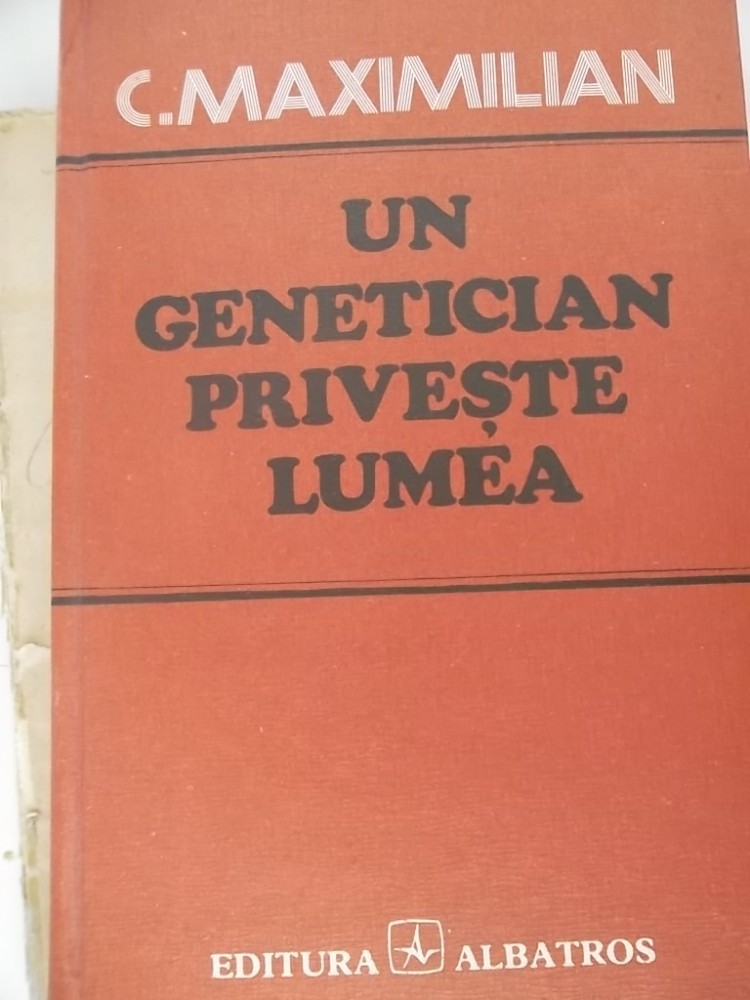 C.MAXIMILIAN
UN
GENETICIAN
PRIVEȘTE
LUMEA
EDITURA ALBATROS